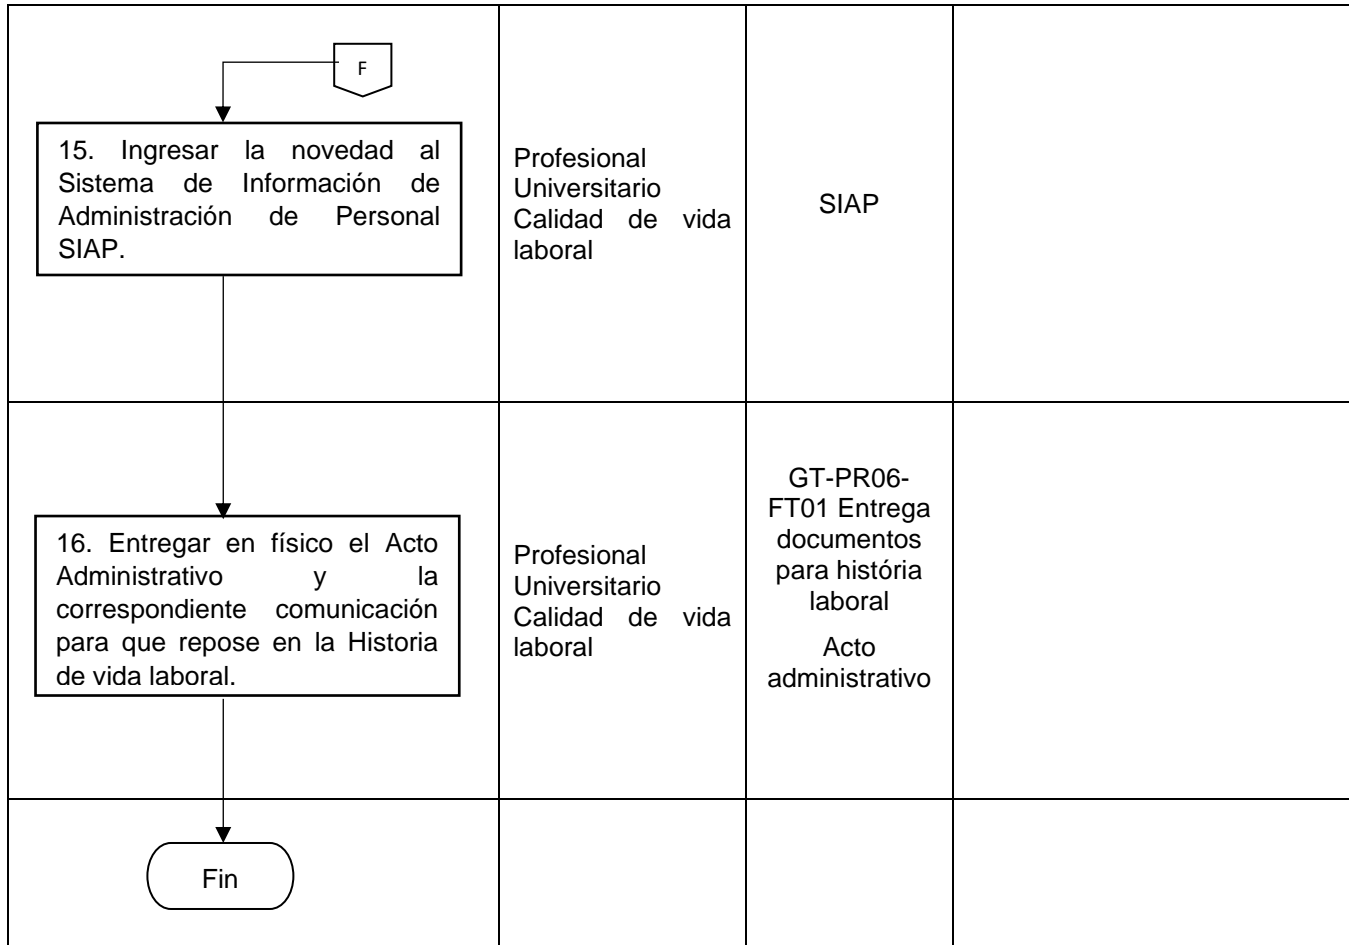 F
15. Ingresar la novedad al
Sistema de Información de
Administración de Personal
SIAP.
Profesional
Universitario
Calidad de vida
laboral
SIAP
16. Entregar en físico el Acto
Administrativo y la
correspondiente comunicación
para que repose en la Historia
de vida laboral.
Profesional
Universitario
Calidad de vida
laboral
GT-PR06-
FT01 Entrega
documentos
para história
laboral
Acto
administrativo
Fin